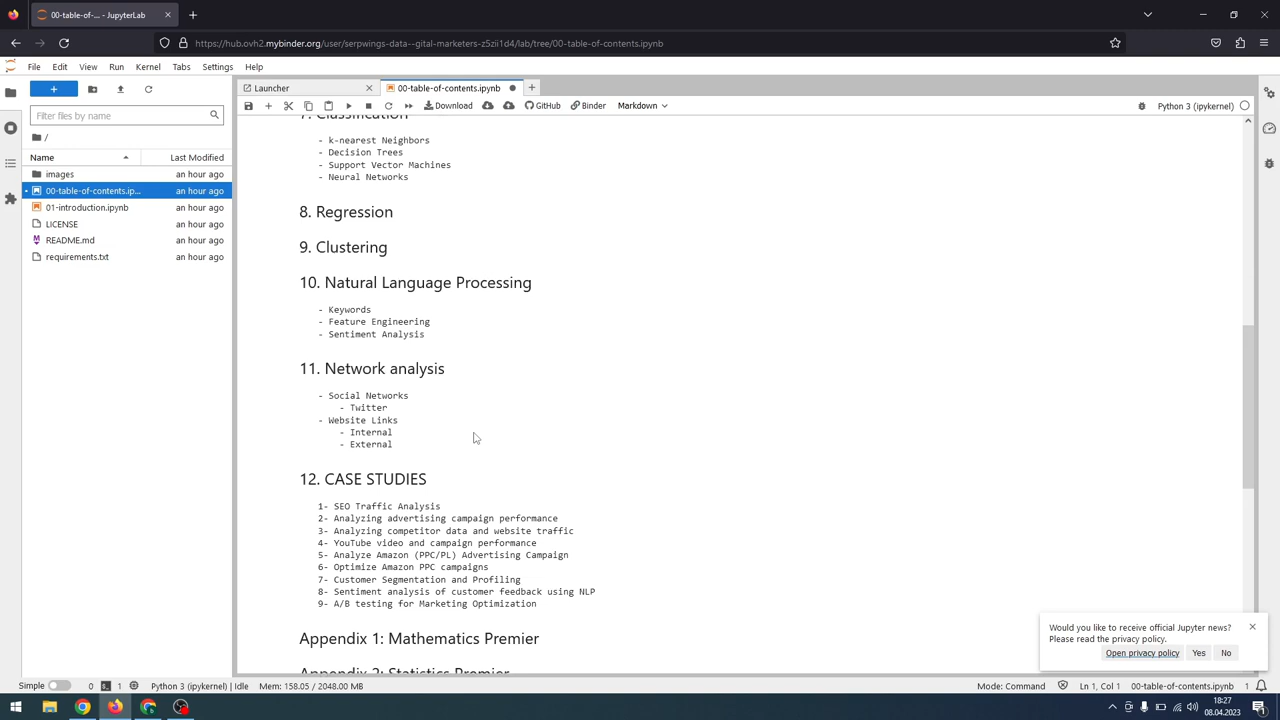 00-table-of-... - JupyterLab
https://hub.ovh2.mybinder.org/user/serpwings-data--gital-marketers-z5zii1d4/lab/tree/00-table-of-contents.ipynb
File Edit View Run Kernel Tabs Settings Help
Launcher
00-table-of-contents.ipynb
Download GitHub Binder Markdown
Python 3 (ipykernel)
Filter files by name
/
Name Last Modified
images an hour ago
00-table-of-contents.ip... an hour ago
01-introduction.ipynb an hour ago
LICENSE an hour ago
README.md an hour ago
requirements.txt an hour ago
7. Classification
- k-nearest Neighbors
- Decision Trees
- Support Vector Machines
- Neural Networks
8. Regression
9. Clustering
10. Natural Language Processing
- Keywords
- Feature Engineering
- Sentiment Analysis
11. Network analysis
- Social Networks
- Twitter
- Website Links
- Internal
- External
12. CASE STUDIES
1- SEO Traffic Analysis
2- Analyzing advertising campaign performance
3- Analyzing competitor data and website traffic
4- YouTube video and campaign performance
5- Analyze Amazon (PPC/PL) Advertising Campaign
6- Optimize Amazon PPC campaigns
7- Customer Segmentation and Profiling
8- Sentiment analysis of customer feedback using NLP
9- A/B testing for Marketing Optimization
Appendix 1: Mathematics Premier
Appendix 2: Statistics Premier
Would you like to receive official Jupyter news?
Please read the privacy policy.
Open privacy policy Yes No
Simple 0 1 Python 3 (ipykernel) | Idle Mem: 158.05 / 2048.00 MB
Mode: Command Ln 1, Col 1 00-table-of-contents.ipynb 1
18:27
08.04.2023